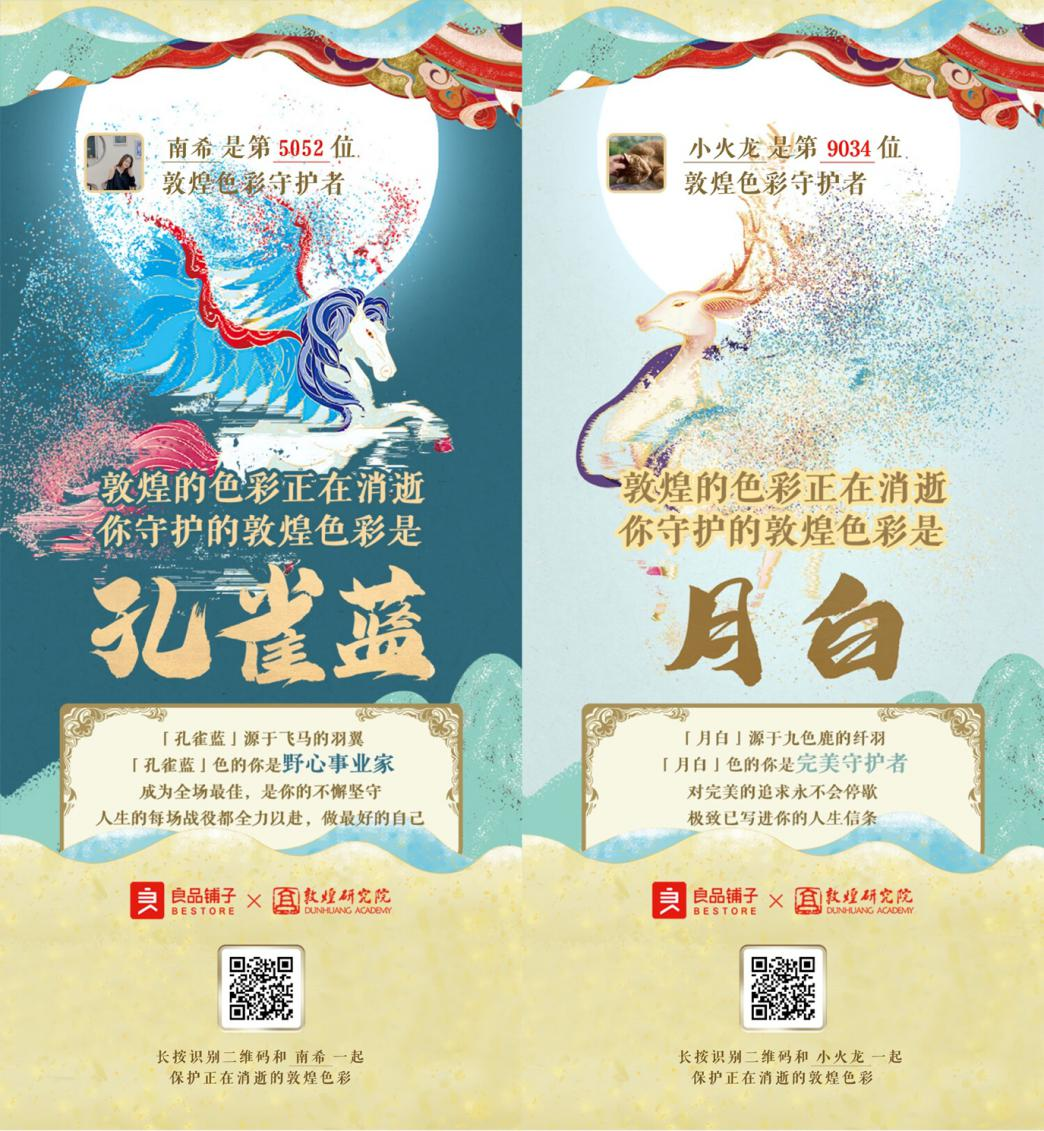 南希 是第 5052 位
敦煌色彩守护者
敦煌的色彩正在消逝
你守护的敦煌色彩是
孔雀蓝
「孔雀蓝」源于飞马的羽翼
「孔雀蓝」色的你是野心事业家
成为全场最佳，是你的不懈坚守
人生的每场战役都全力以赴，做最好的自己
良品铺子 × 敦煌研究院
BESTORE DUNHUANG ACADEMY
长按识别二维码和 南希 一起
保护正在消逝的敦煌色彩
小火龙 是第 9034 位
敦煌色彩守护者
敦煌的色彩正在消逝
你守护的敦煌色彩是
月白
「月白」源于九色鹿的纤羽
「月白」色的你是完美守护者
对完美的追求永不会停歇
极致已写进你的人生信条
良品铺子 × 敦煌研究院
BESTORE DUNHUANG ACADEMY
长按识别二维码和 小火龙 一起
保护正在消逝的敦煌色彩